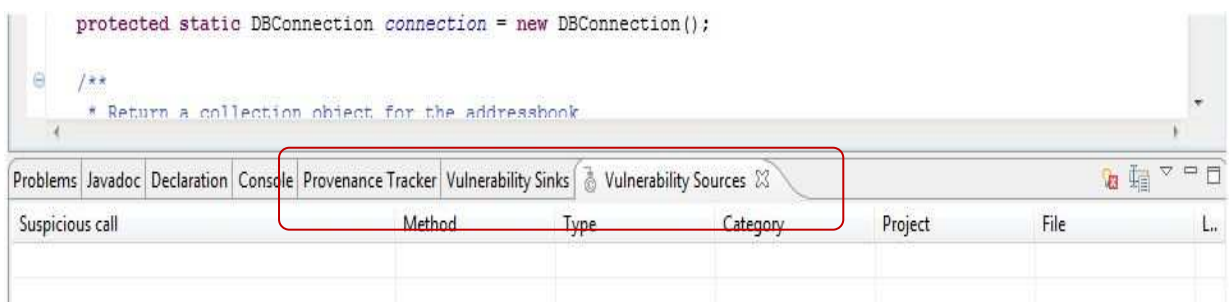 protected static DBConnection connection = new DBConnection();
/**
* Return a collection object for the addressbook
Problems Javadoc Declaration Console Provenance Tracker Vulnerability Sinks Vulnerability Sources
Suspicious call Method Type Category Project File L..